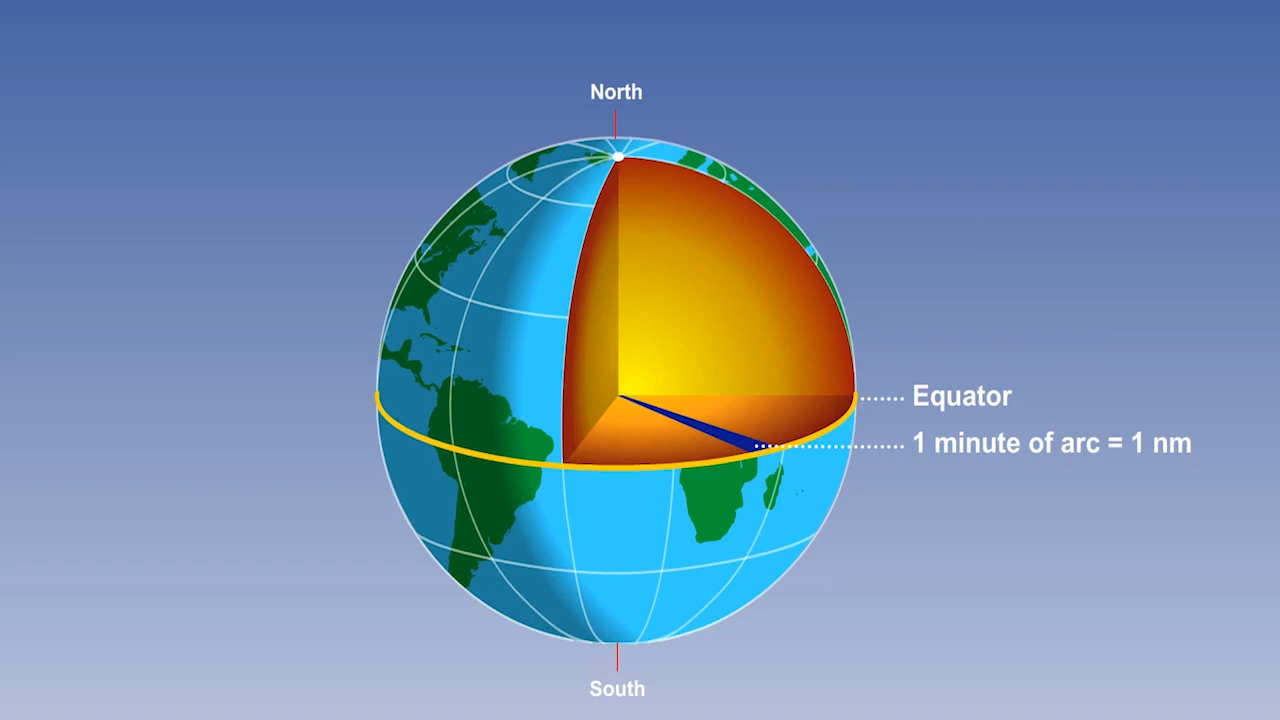 North
Equator
1 minute of arc = 1 nm
South